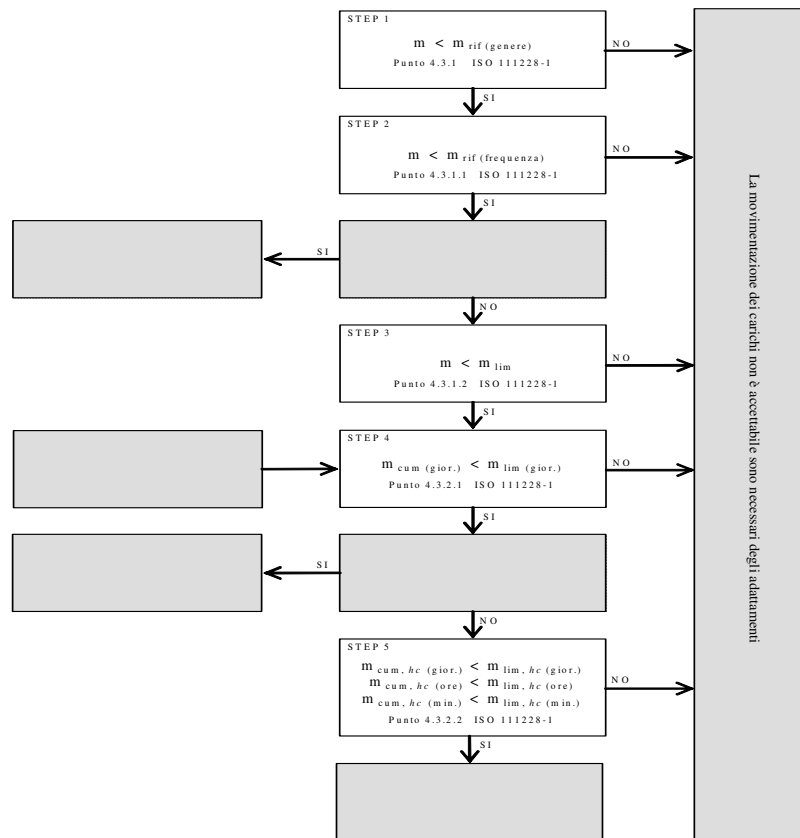 STEP 1
m < m rif (genere)
Punto 4.3.1 ISO 111228-1
NO
SI
STEP 2
m < m rif (frequenza)
Punto 4.3.1.1 ISO 111228-1
NO
SI
SI
NO
STEP 3
m < m lim
Punto 4.3.1.2 ISO 111228-1
NO
SI
STEP 4
m cum (gior.) < m lim (gior.)
Punto 4.3.2.1 ISO 111228-1
NO
SI
SI
NO
STEP 5
m cum, hc (gior.) < m lim, hc (gior.)
m cum, hc (ore) < m lim, hc (ore)
m cum, hc (min.) < m lim, hc (min.)
Punto 4.3.2.2 ISO 111228-1
NO
SI
La movimentazione dei carichi non è accettabile sono necessari degli adattamenti